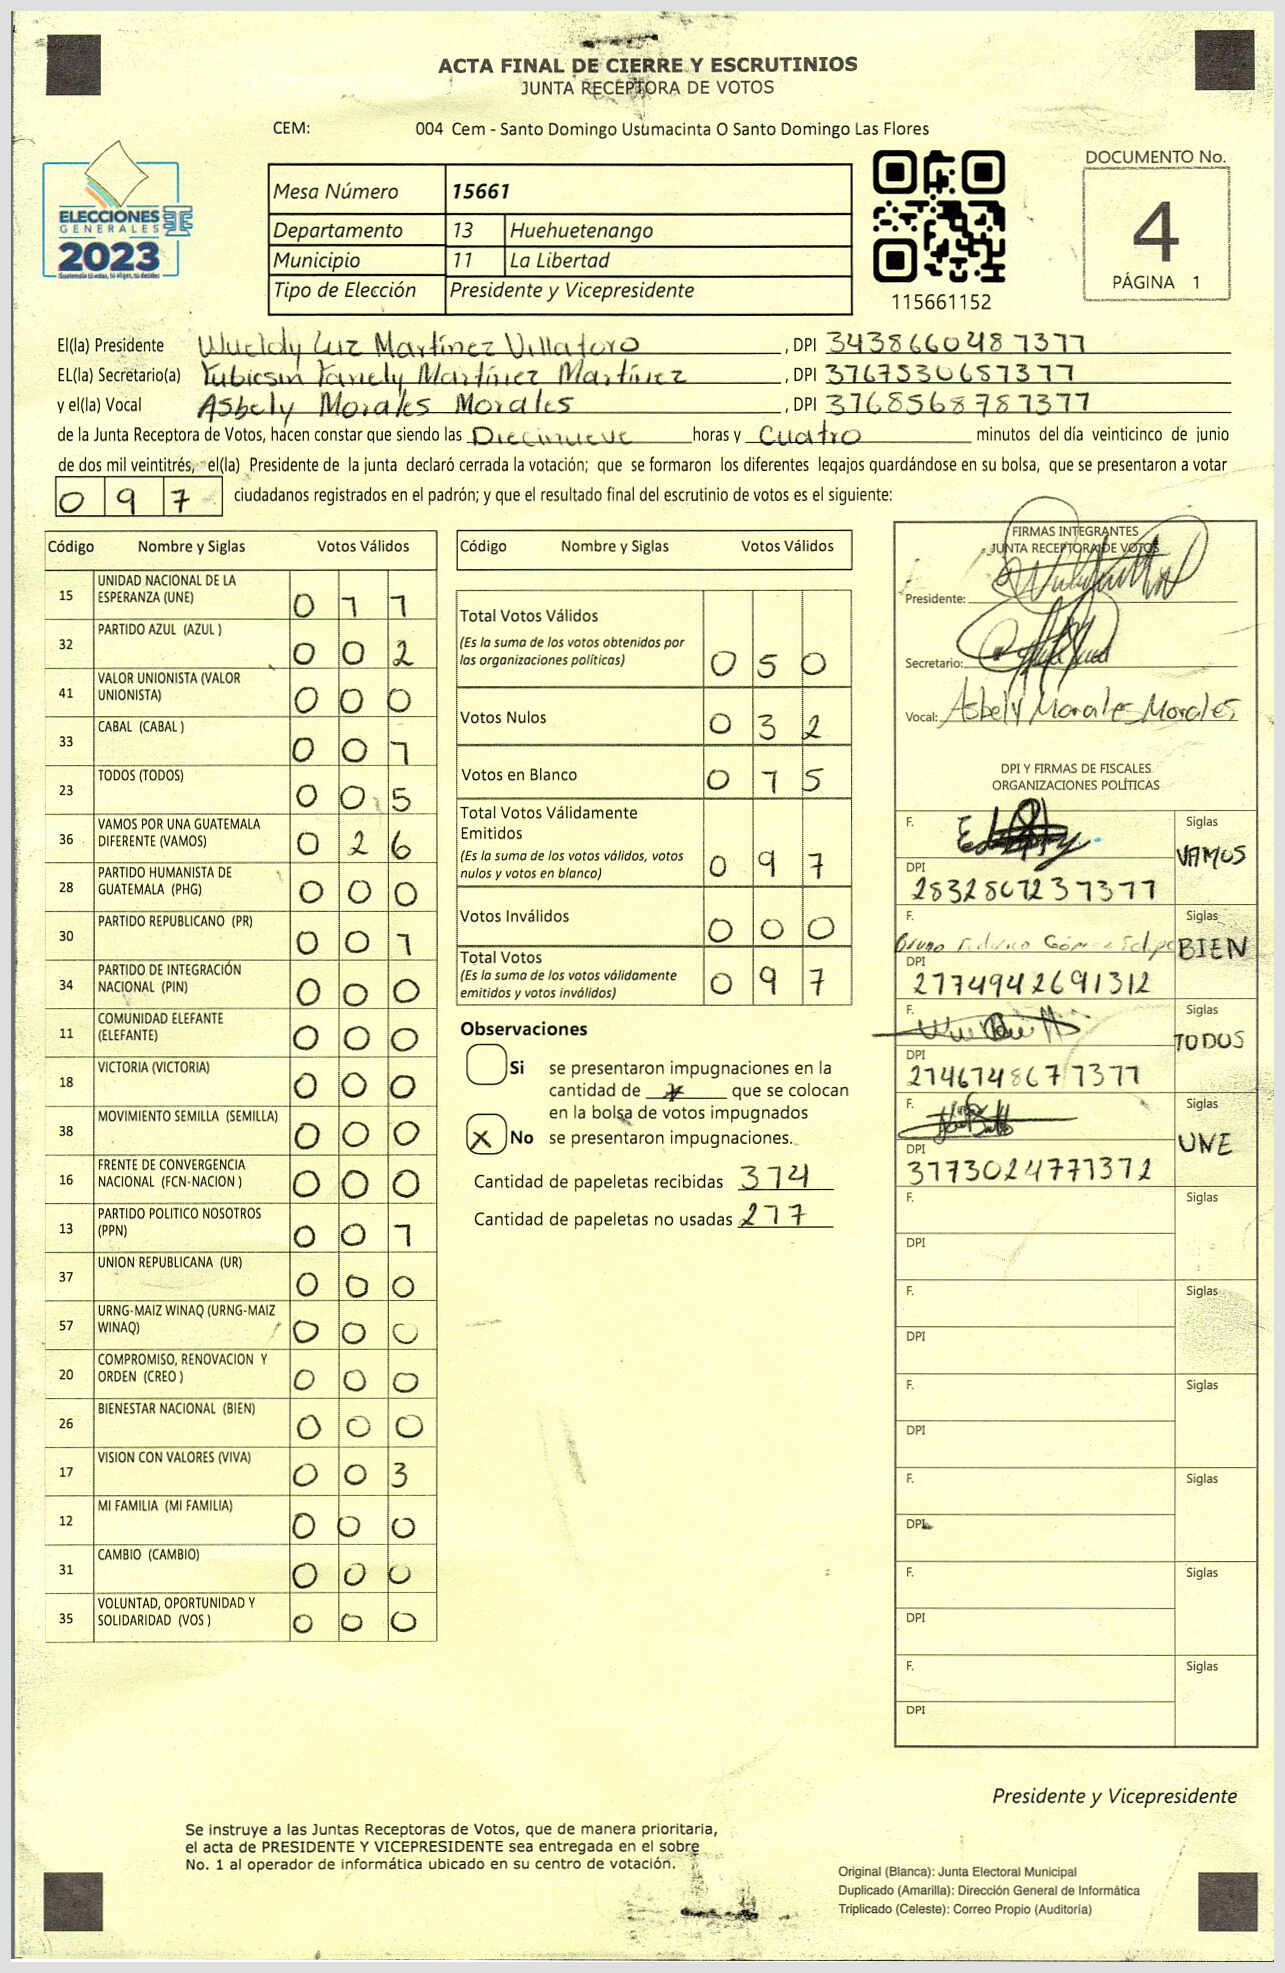 ACTA FINAL DE CIERRE Y ESCRUTINIOS
JUNTA RECEPTORA DE VOTOS
CEM: 004 Cem - Santo Domingo Usumacinta O Santo Domingo Las Flores
ELECCIONES
GENERALES
2023
Mesa Número 15661
Departamento 13 Huehuetenango
Municipio 11 La Libertad
Tipo de Elección Presidente y Vicepresidente
115661152
DOCUMENTO No.
4
PÁGINA 1
El(la) Presidente Wueldy Luz Martínez Villatoro , DPI 3438660481311
EL(la) Secretario(a) Yubicsin Yanely Martínez Martínez , DPI
y el(la) Vocal Asbely Morales Morales , DPI
de la Junta Receptora de Votos, hacen constar que siendo las Diecinueve horas y Cuatro minutos del día veinticinco de junio
de dos mil veintitrés, el(la) Presidente de la junta declaró cerrada la votación; que se formaron los diferentes legajos guardándose en su bolsa, que se presentaron a votar
0 9 7 ciudadanos registrados en el padrón; y que el resultado final del escrutinio de votos es el siguiente:
Código Nombre y Siglas Votos Válidos
15 UNIDAD NACIONAL DE LA ESPERANZA (UNE) 0 1 1
32 PARTIDO AZUL (AZUL ) 0 0 2
41 VALOR UNIONISTA (VALOR UNIONISTA) 0 0 0
33 CABAL (CABAL ) 0 0 1
23 TODOS (TODOS) 0 0 5
36 VAMOS POR UNA GUATEMALA DIFERENTE (VAMOS) 0 2 6
28 PARTIDO HUMANISTA DE GUATEMALA (PHG) 0 0 0
30 PARTIDO REPUBLICANO (PR) 0 0 1
34 PARTIDO DE INTEGRACIÓN NACIONAL (PIN) 0 0 0
11 COMUNIDAD ELEFANTE (ELEFANTE) 0 0 0
18 VICTORIA (VICTORIA) 0 0 0
38 MOVIMIENTO SEMILLA (SEMILLA) 0 0 0
16 FRENTE DE CONVERGENCIA NACIONAL (FCN-NACION ) 0 0 0
13 PARTIDO POLITICO NOSOTROS (PPN) 0 0 1
37 UNION REPUBLICANA (UR) 0 0 0
57 URNG-MAIZ WINAQ (URNG-MAIZ WINAQ) 0 0 0
20 COMPROMISO, RENOVACION Y ORDEN (CREO ) 0 0 0
26 BIENESTAR NACIONAL (BIEN) 0 0 0
17 VISION CON VALORES (VIVA) 0 0 3
12 MI FAMILIA (MI FAMILIA) 0 0 0
31 CAMBIO (CAMBIO) 0 0 0
35 VOLUNTAD, OPORTUNIDAD Y SOLIDARIDAD (VOS ) 0 0 0
Código Nombre y Siglas Votos Válidos
Total Votos Válidos
(Es la suma de los votos obtenidos por
las organizaciones políticas) 0 5 0
Votos Nulos 0 3 2
Votos en Blanco 0 1 5
Total Votos Válidamente
Emitidos
(Es la suma de los votos válidos, votos
nulos y votos en blanco) 0 9 7
Votos Inválidos 0 0 0
Total Votos
(Es la suma de los votos válidamente
emitidos y votos inválidos) 0 9 7
Observaciones
Si se presentaron impugnaciones en la
cantidad de que se colocan
en la bolsa de votos impugnados
X No se presentaron impugnaciones.
Cantidad de papeletas recibidas 374
Cantidad de papeletas no usadas 277
FIRMAS INTEGRANTES
JUNTA RECEPTORA DE VOTOS
Presidente:
Secretario:
Vocal: Asbely Morales Morales
DPI Y FIRMAS DE FISCALES
ORGANIZACIONES POLÍTICAS
F. Siglas
VAMOS
DPI
F. Siglas
Bruno Federico Gómez Felipe BIEN
DPI
F. Siglas
TODOS
DPI
F. Siglas
UNE
DPI
F. Siglas
DPI
F. Siglas
DPI
F. Siglas
DPI
F. Siglas
DPI
F. Siglas
DPI
F. Siglas
DPI
Presidente y Vicepresidente
Se instruye a las Juntas Receptoras de Votos, que de manera prioritaria,
el acta de PRESIDENTE Y VICEPRESIDENTE sea entregada en el sobre
No. 1 al operador de informática ubicado en su centro de votación.
Original (Blanca): Junta Electoral Municipal
Duplicado (Amarilla): Dirección General de Informática
Triplicado (Celeste): Correo Propio (Auditoría)